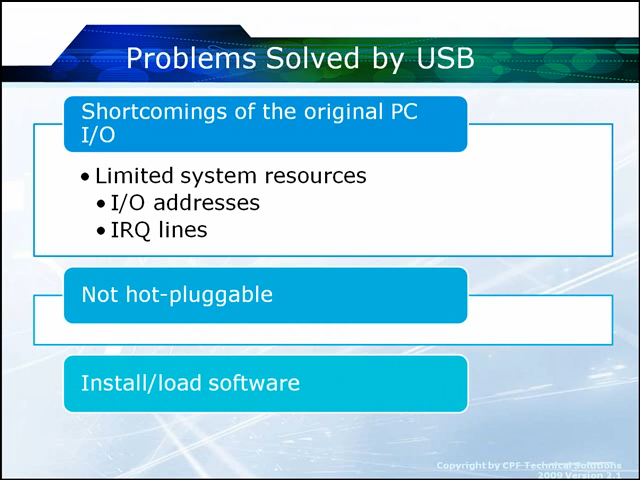 Problems Solved by USB
Shortcomings of the original PC
I/O
• Limited system resources
• I/O addresses
• IRQ lines
Not hot-pluggable
Install/load software
Copyright by CPF Technical Solutions
2009 Version 2.1